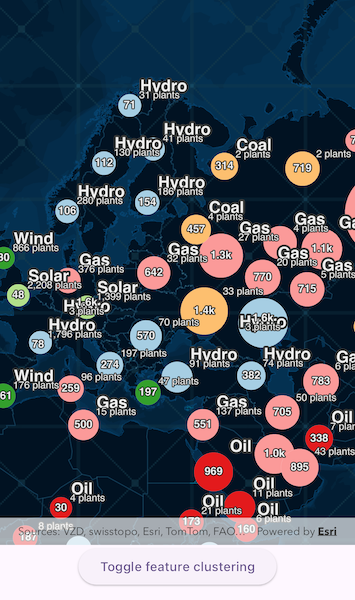 Hydro
31 plants
71
Hydro
41 plants
Hydro
130 plants
112
Coal
2 plants
314
2 plants
719
Hydro
186 plants
154
Hydro
280 plants
106
Coal
4 plants
457
Wind
866 plants
Gas
376 plants
642
Gas
32 plants
1.3k
Gas
27 plants
Gas
4 plants
1.1k
Gas
20 plants
Gas
5 plants
770
715
Solar
2,208 plants
48
Solar
1,399 plants
1.6k
Hydro
3 plants
33 plants
1.4k
1.6k
Hydro
3 plants
Hydro
1,796 plants
78
70 plants
570
197 plants
274
96 plants
Wind
176 plants
61
259
47 plants
197
Hydro
91 plants
382
Hydro
74 plants
783
50 plants
Gas
15 plants
500
Gas
137 plants
551
705
Oil
338
43 plants
Oil
1.0k
895
969
Oil
11 plants
Oil
4 plants
30
8 plants
187
Oil
21 plants
173
Oil
6 plants
160
Sources: VZD, swisstopo, Esri, TomTom, FAO,... Powered by Esri
Toggle feature clustering